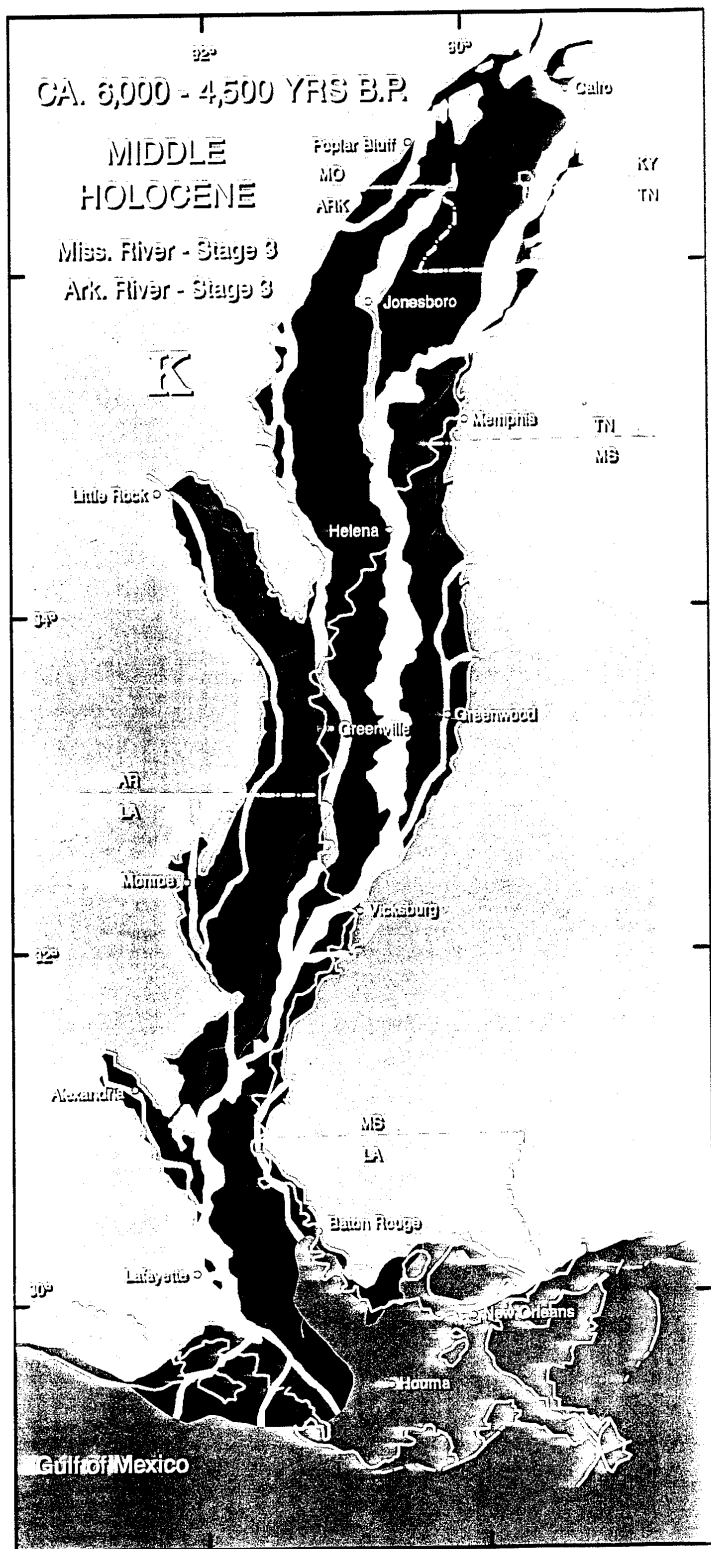 92°
90°
CA. 6,000 - 4,500 YRS B.P.
Cairo
MIDDLE
HOLOCENE
Poplar Bluff
MO
ARK
KY
TN
Miss. River - Stage 3
Ark. River - Stage 3
Jonesboro
K
Memphis
TN
MS
Little Rock
Helena
34°
Greenville
Greenwood
AR
LA
Monroe
Vicksburg
32°
Alexandria
MS
LA
Baton Rouge
Lafayette
30°
New Orleans
Houma
Gulf of Mexico